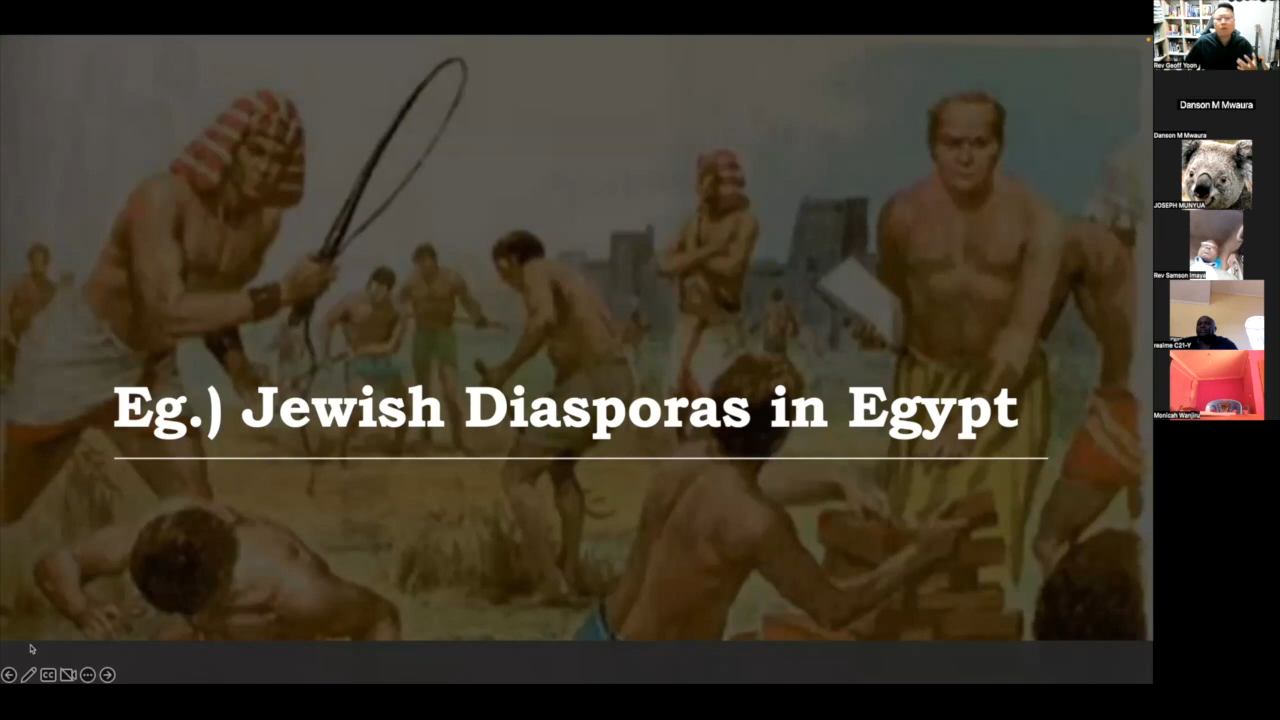 Eg.) Jewish Diasporas in Egypt
Rev Geoff Yoon
Danson M Mwaura
Danson M Mwaura
JOSEPH MUNYUA
Rev Samson Imaya
realme C21-Y
Monicah Wanjiru
CC